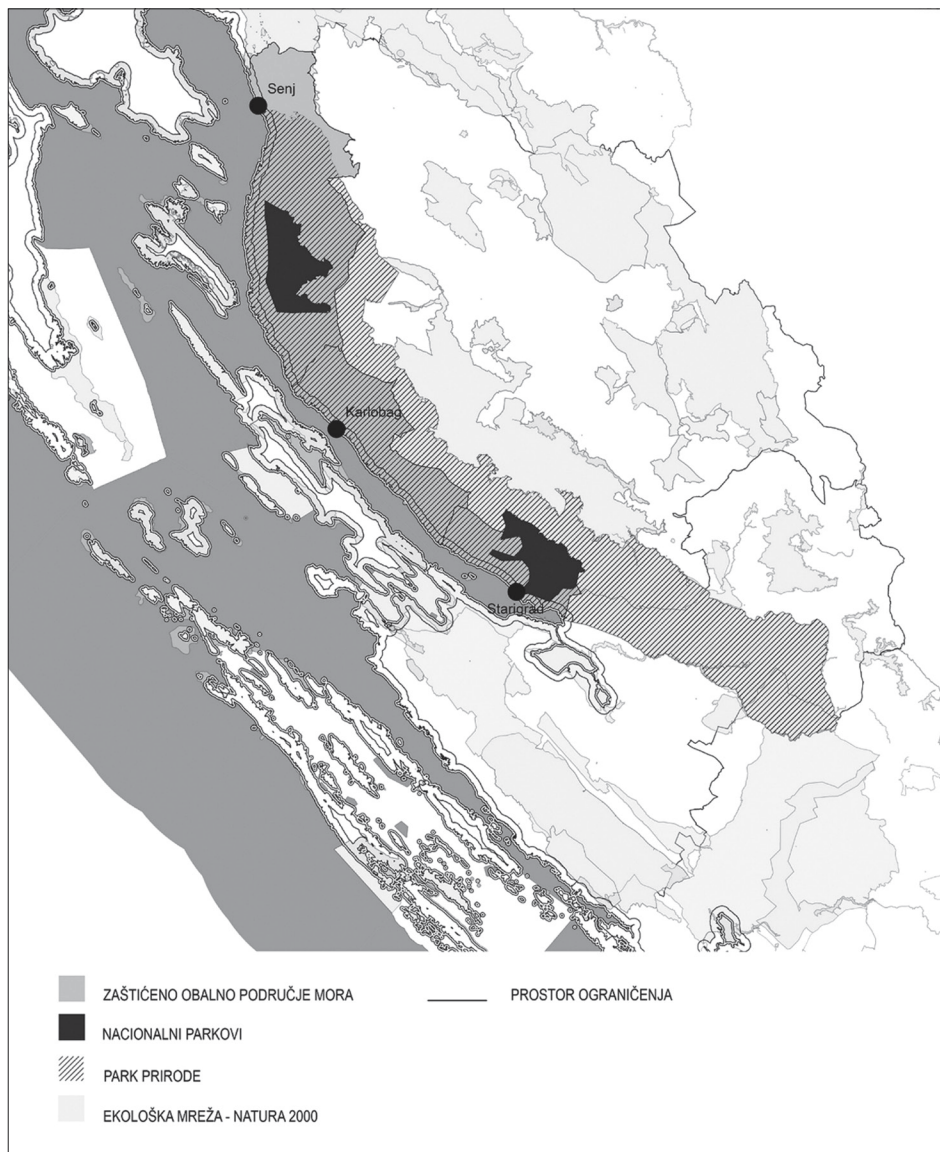 Senj
Karlobag
Starigrad
ZAŠTIĆENO OBALNO PODRUČJE MORA
PROSTOR OGRANIČENJA
NACIONALNI PARKOVI
PARK PRIRODE
EKOLOŠKA MREŽA - NATURA 2000